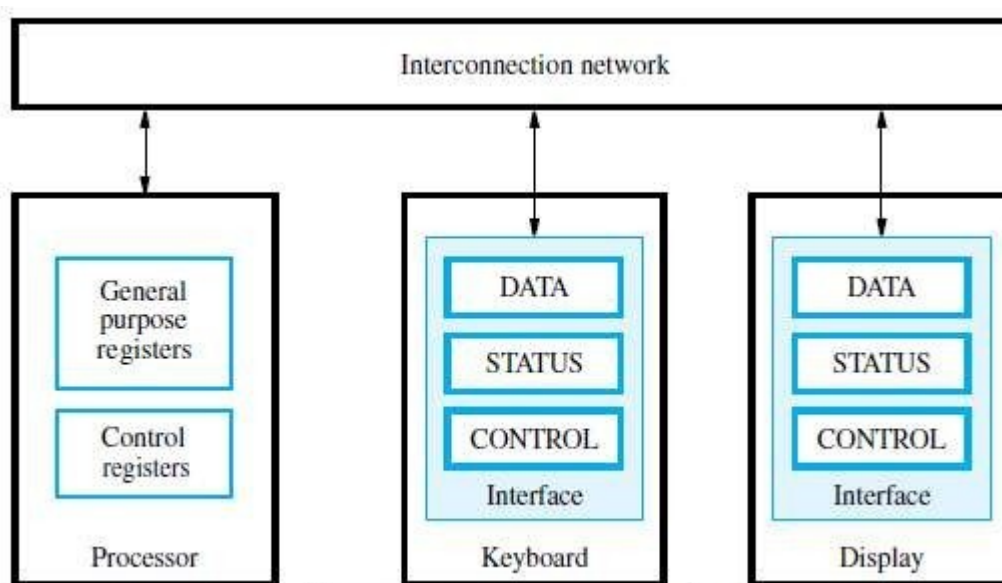 Interconnection network
General
purpose
registers
Control
registers
Processor
DATA
STATUS
CONTROL
Interface
Keyboard
DATA
STATUS
CONTROL
Interface
Display